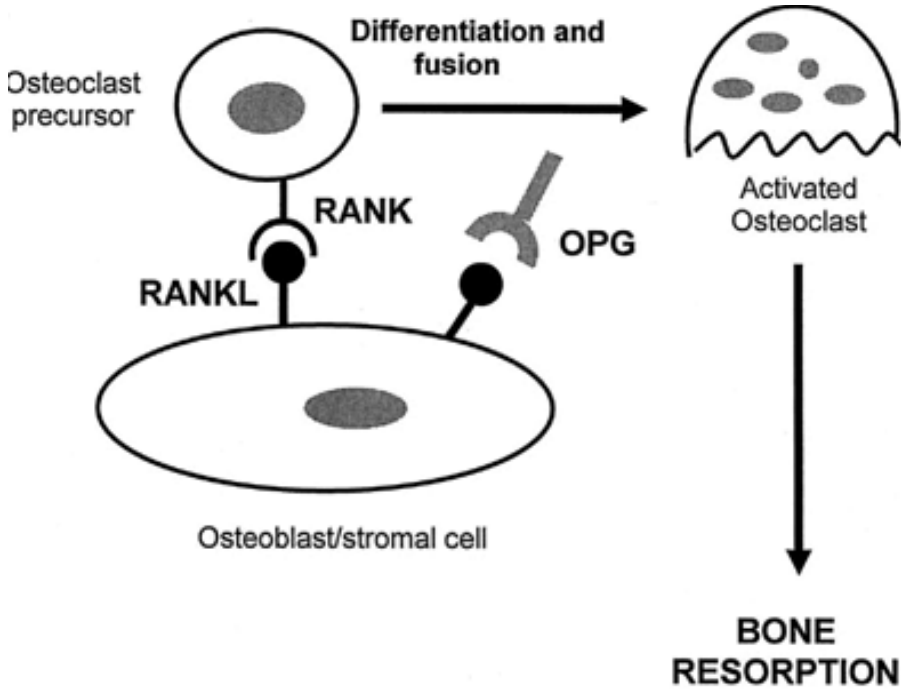 Differentiation and
fusion
Osteoclast
precursor
RANK
OPG
RANKL
Activated
Osteoclast
Osteoblast/stromal cell
BONE
RESORPTION